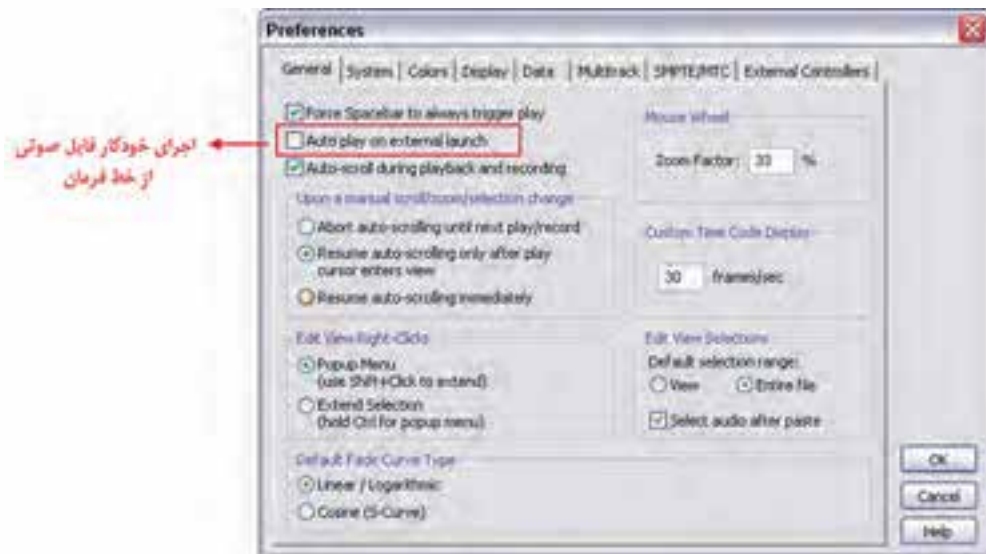 Preferences
General System Colors Display Data Multitrack SMPTE/MTC External Controllers
Force Spacebar to always trigger play
Auto play on external launch
Auto-scroll during playback and recording
Upon a manual scroll/zoom/selection change
Abort auto-scrolling until next play/record
Resume auto-scrolling only after play
cursor enters view
Resume auto-scrolling immediately
Edit View Right-Clicks
Popup Menu
(use Shift+Click to extend)
Extend Selection
(hold Ctrl for popup menu)
Default Fade Curve Type
Linear / Logarithmic
Cosine (S-Curve)
Mouse Wheel
Zoom Factor: 33 %
Custom Time Code Display
30 frames/sec
Edit View Selections
Default selection range:
View Entire file
Select audio after paste
OK
Cancel
Help
اجرای خودکار فایل صوتی
از خط فرمان